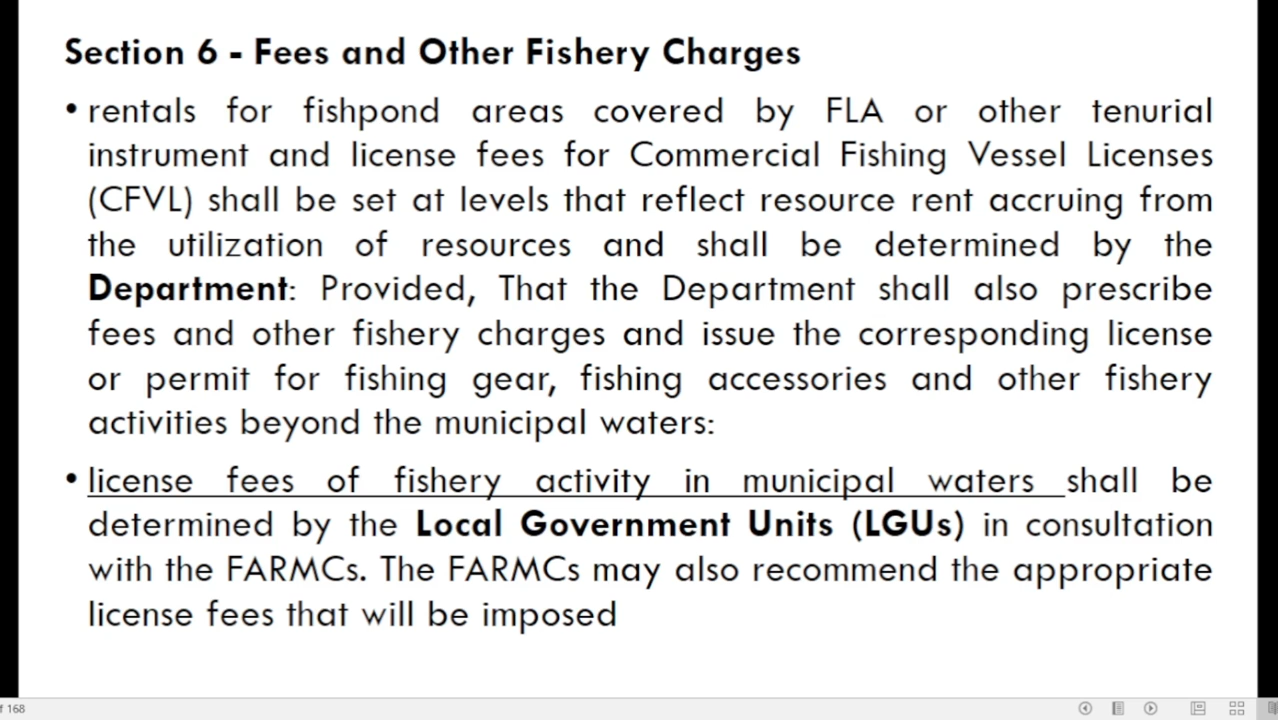 Section 6 - Fees and Other Fishery Charges
• rentals for fishpond areas covered by FLA or other tenurial
instrument and license fees for Commercial Fishing Vessel Licenses
(CFVL) shall be set at levels that reflect resource rent accruing from
the utilization of resources and shall be determined by the
Department: Provided, That the Department shall also prescribe
fees and other fishery charges and issue the corresponding license
or permit for fishing gear, fishing accessories and other fishery
activities beyond the municipal waters:
• license fees of fishery activity in municipal waters shall be
determined by the Local Government Units (LGUs) in consultation
with the FARMCs. The FARMCs may also recommend the appropriate
license fees that will be imposed
f 168